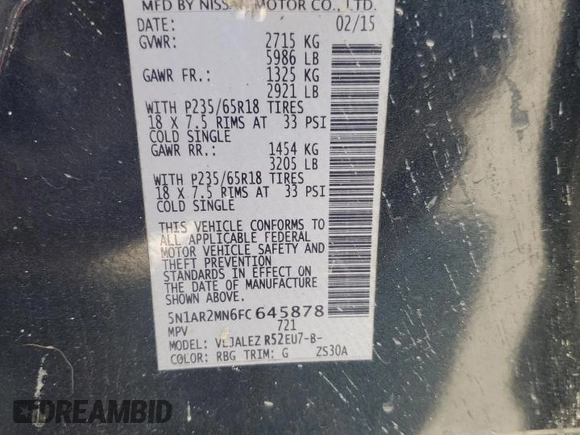 MFD BY NISSAN MOTOR CO., LTD.
DATE: 02/15
GVWR: 2715 KG
5986 LB
GAWR FR.: 1325 KG
2921 LB
WITH P235/65R18 TIRES
18 X 7.5 RIMS AT 33 PSI
COLD SINGLE
GAWR RR.: 1454 KG
3205 LB
WITH P235/65R18 TIRES
18 X 7.5 RIMS AT 33 PSI
COLD SINGLE
THIS VEHICLE CONFORMS TO
ALL APPLICABLE FEDERAL
MOTOR VEHICLE SAFETY AND
THEFT PREVENTION
STANDARDS IN EFFECT ON
THE DATE OF MANUFACTURE
SHOWN ABOVE.
5N1AR2MN6FC645878
MPV 721
MODEL: VLJALEZ R52EU7-B-
COLOR: RBG TRIM: G ZS30A
DREAMBID